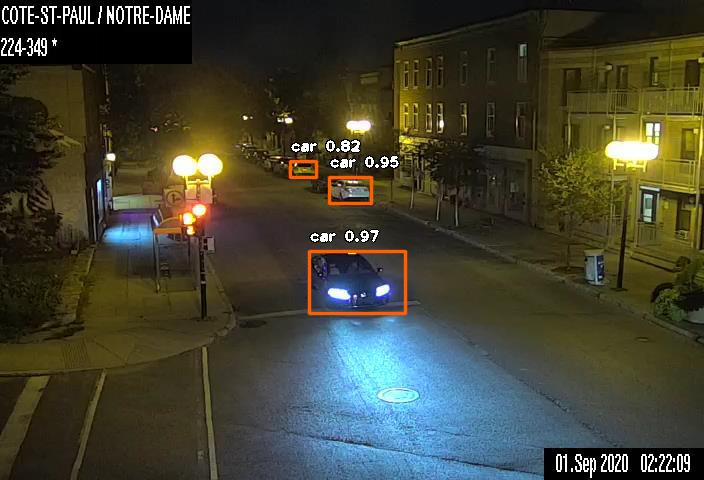 COTE-ST-PAUL / NOTRE-DAME
224-349 *
car 0.82
car 0.95
car 0.97
01.Sep 2020 02:22:09